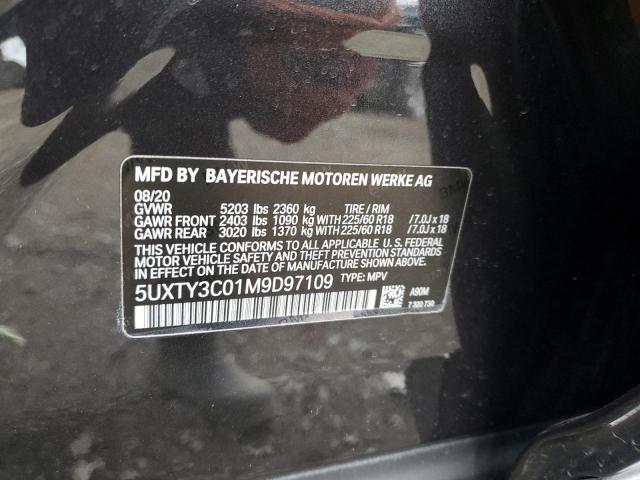 MFD BY BAYERISCHE MOTOREN WERKE AG
08/20
GVWR 5203 lbs 2360 kg TIRE / RIM
GAWR FRONT 2403 lbs 1090 kg WITH 225/60 R18 / 7.0J x 18
GAWR REAR 3020 lbs 1370 kg WITH 225/60 R18 / 7.0J x 18
THIS VEHICLE CONFORMS TO ALL APPLICABLE U. S. FEDERAL
MOTOR VEHICLE SAFETY AND THEFT PREVENTION STANDARDS
IN EFFECT ON THE DATE OF MANUFACTURE SHOWN ABOVE.
5UXTY3C01M9D97109 TYPE: MPV
A90M
7 320 730